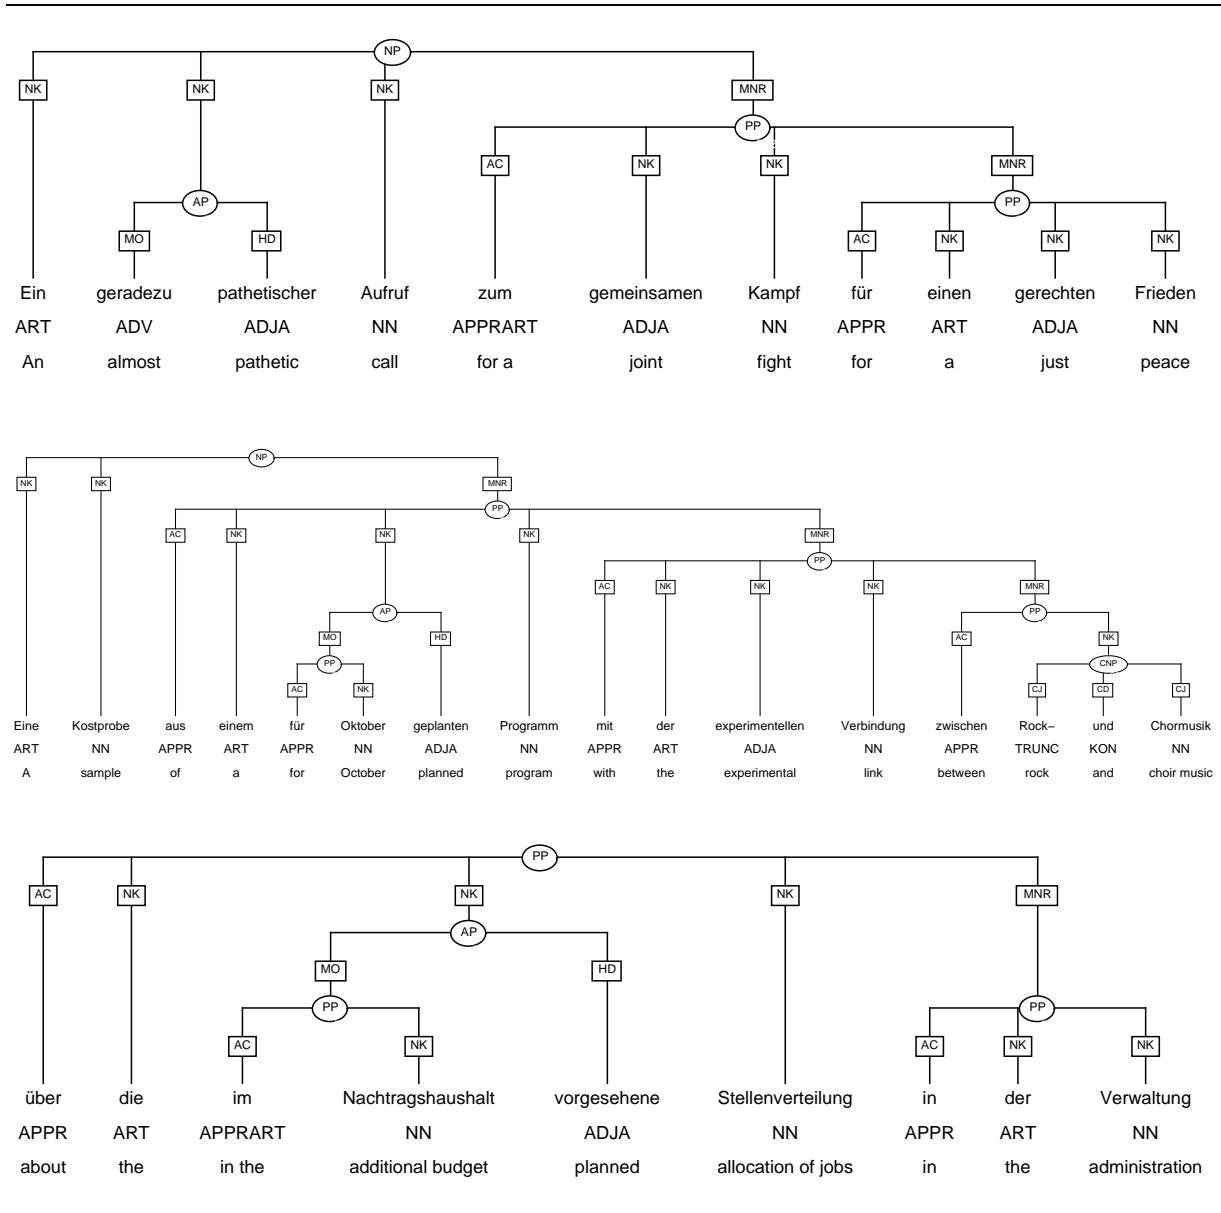 NP
NK NK NK MNR
PP
AC NK NK MNR
AP PP
MO HD AC NK NK NK
Ein geradezu pathetischer Aufruf zum gemeinsamen Kampf für einen gerechten Frieden
ART ADV ADJA NN APPRART ADJA NN APPR ART ADJA NN
An almost pathetic call for a joint fight for a just peace
NP
NK NK MNR
PP
AC NK NK NK MNR
PP
AC NK NK NK MNR
AP PP
MO HD AC NK
PP CNP
AC NK CJ CD CJ
Eine Kostprobe aus einem für Oktober geplanten Programm mit der experimentellen Verbindung zwischen Rock– und Chormusik
ART NN APPR ART APPR NN ADJA NN APPR ART ADJA NN APPR TRUNC KON NN
A sample of a for October planned program with the experimental link between rock and choir music
PP
AC NK NK NK MNR
AP
MO HD
PP PP
AC NK AC NK NK
über die im Nachtragshaushalt vorgesehene Stellenverteilung in der Verwaltung
APPR ART APPRART NN ADJA NN APPR ART NN
about the in the additional budget planned allocation of jobs in the administration